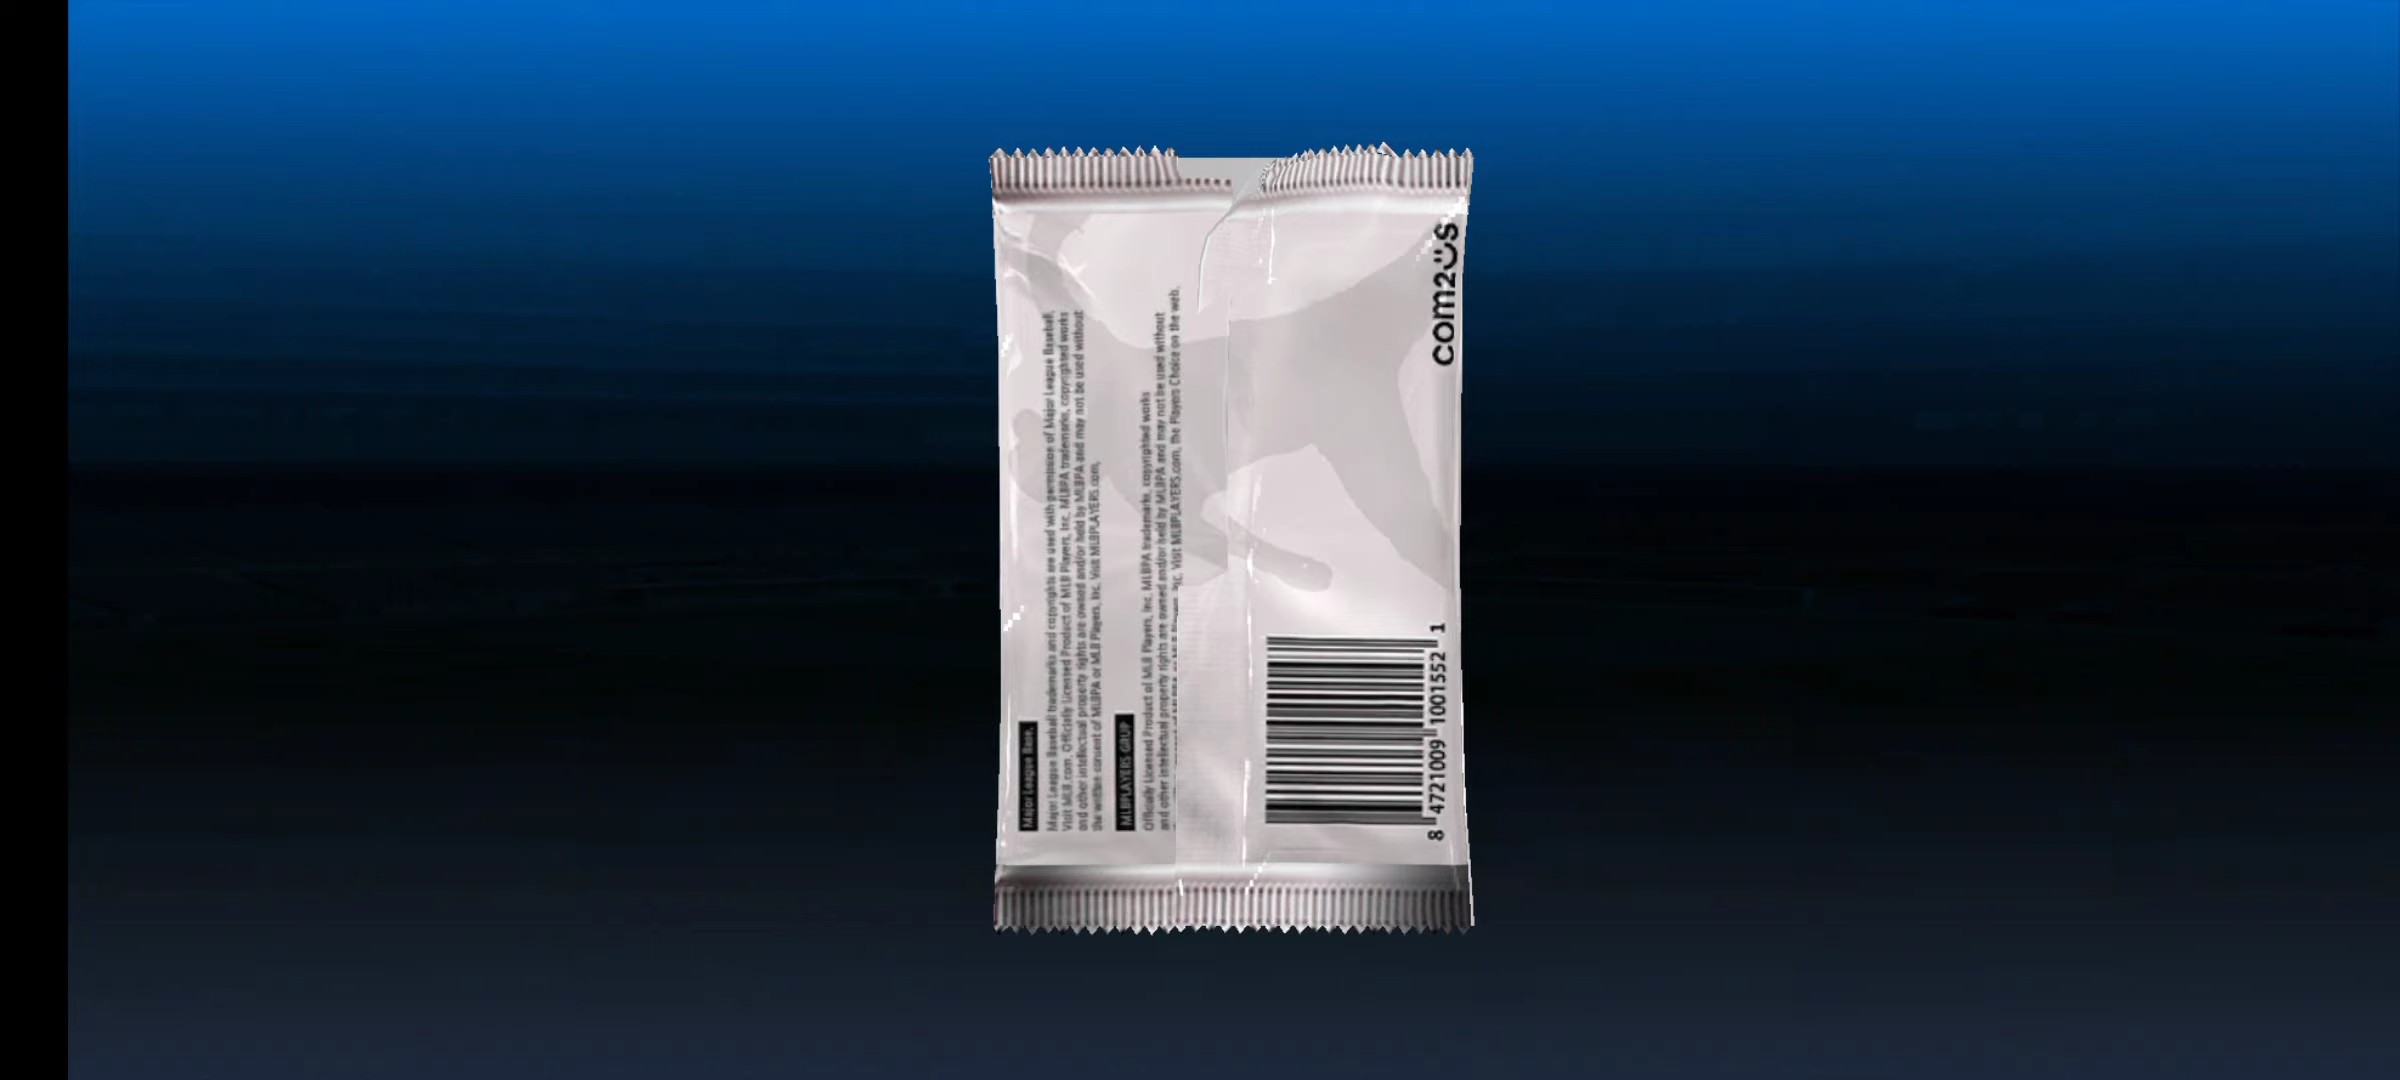 Major League Base.
Major League Baseball trademarks and copyrights are used with permission of Major League Baseball,
Visit MLB.com. Officially Licensed Product of MLB Players, Inc. MLBPA trademarks, copyrighted works
and other intellectual property rights are owned and/or held by MLBPA and may not be used without
the written consent of MLBPA or MLB Players, Inc. Visit MLBPLAYERS.com,
MLBPLAYERS GRUP
Officially Licensed Product of MLB Players, Inc. MLBPA trademarks, copyrighted works
and other intellectual property rights are owned and/or held by MLBPA and may not be used without
Inc. Visit MLBPLAYERS.com, the Players Choice on the web.
com2us
8 4721009 1001552 1